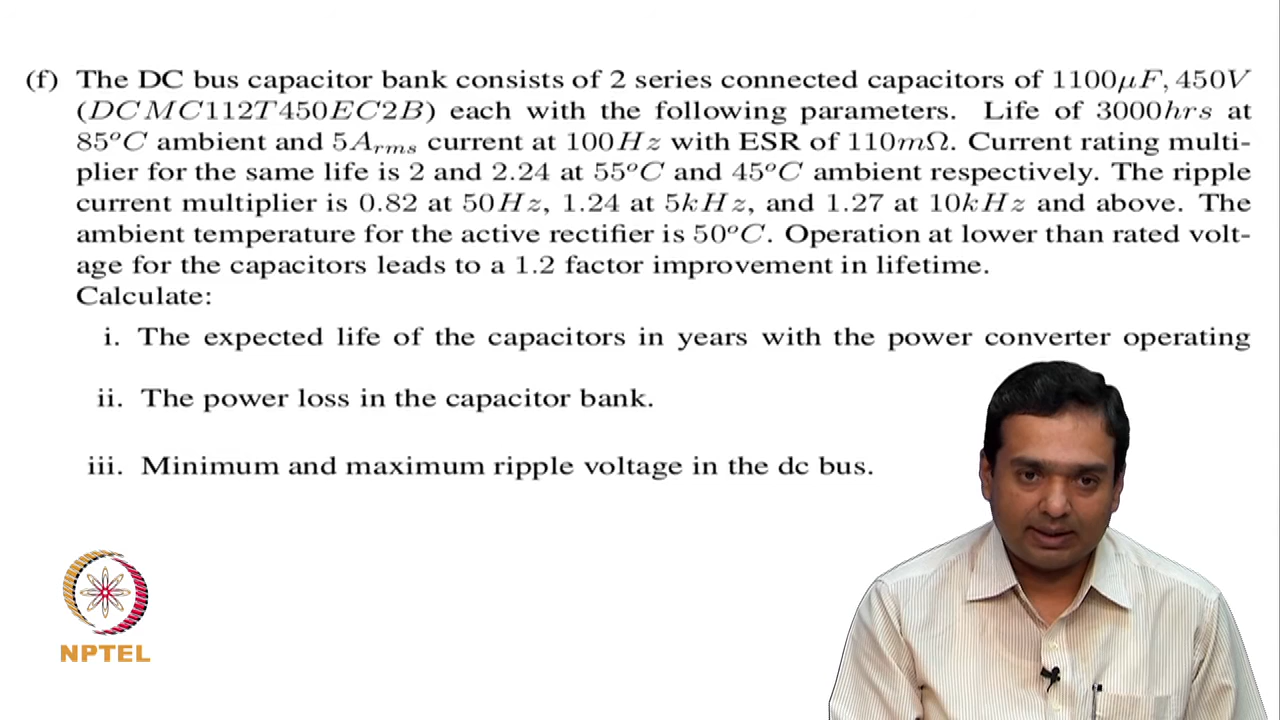 (f) The DC bus capacitor bank consists of 2 series connected capacitors of 1100μF, 450V
(DCMC112T450EC2B) each with the following parameters. Life of 3000hrs at
85°C ambient and 5Arms current at 100Hz with ESR of 110mΩ. Current rating multi-
plier for the same life is 2 and 2.24 at 55°C and 45°C ambient respectively. The ripple
current multiplier is 0.82 at 50Hz, 1.24 at 5kHz, and 1.27 at 10kHz and above. The
ambient temperature for the active rectifier is 50°C. Operation at lower than rated volt-
age for the capacitors leads to a 1.2 factor improvement in lifetime.
Calculate:
i. The expected life of the capacitors in years with the power converter operating
ii. The power loss in the capacitor bank.
iii. Minimum and maximum ripple voltage in the dc bus.
NPTEL